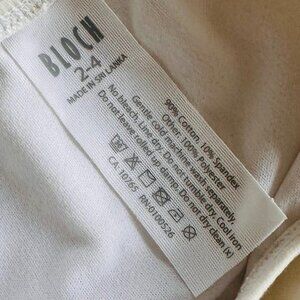 BLOCH
2-4
MADE IN SRI LANKA
90% Cotton, 10% Spandex
Other: 100% Polyester
Gentle cold machine wash separately.
No bleach. Line dry. Do not tumble dry. Cool iron
Do not leave rolled up damp. Do not dry clean (x)
CA: 10765 RN:0100526